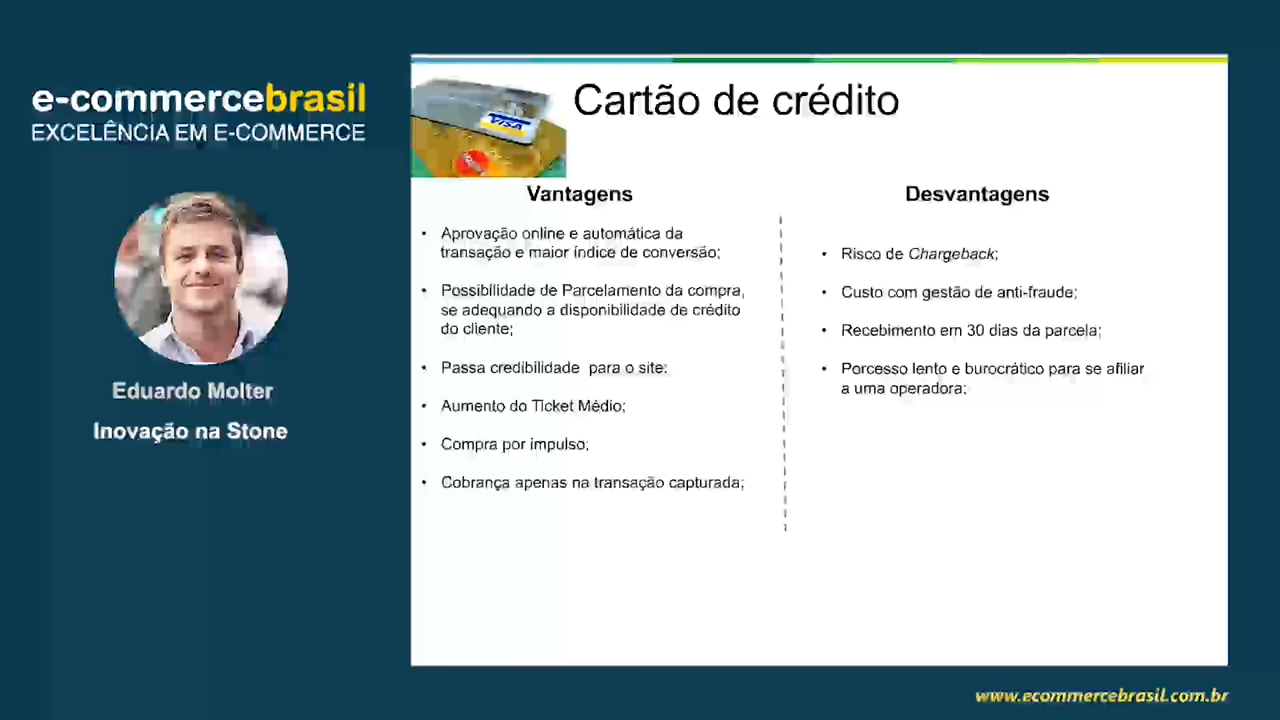 e-commercebrasil
EXCELÊNCIA EM E-COMMERCE
Eduardo Molter
Inovação na Stone
VISA
Cartão de crédito
Vantagens
• Aprovação online e automática da
transação e maior índice de conversão;
• Possibilidade de Parcelamento da compra,
se adequando a disponibilidade de crédito
do cliente;
• Passa credibilidade para o site;
• Aumento do Ticket Médio;
• Compra por impulso;
• Cobrança apenas na transação capturada;
Desvantagens
• Risco de Chargeback;
• Custo com gestão de anti-fraude;
• Recebimento em 30 dias da parcela;
• Porcesso lento e burocrático para se afiliar
a uma operadora;
www.ecommercebrasil.com.br